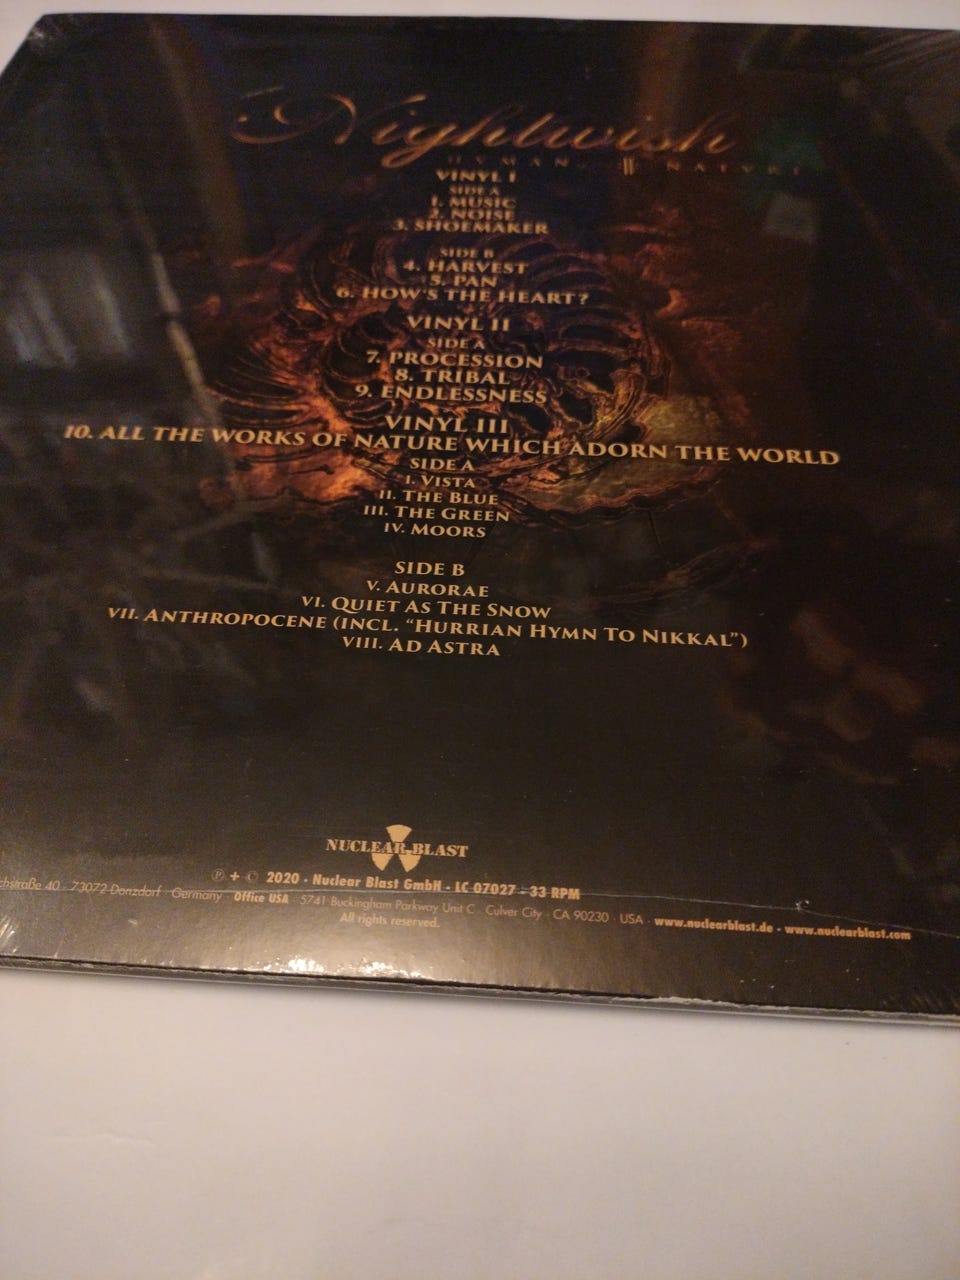 Nightwish
HVMAN. :||: NATVRE.
VINYL I
SIDE A
1. MUSIC
2. NOISE
3. SHOEMAKER
SIDE B
4. HARVEST
5. PAN
6. HOW'S THE HEART?
VINYL II
SIDE A
7. PROCESSION
8. TRIBAL
9. ENDLESSNESS
VINYL III
10. ALL THE WORKS OF NATURE WHICH ADORN THE WORLD
SIDE A
I. VISTA
II. THE BLUE
III. THE GREEN
IV. MOORS
SIDE B
V. AURORAE
VI. QUIET AS THE SNOW
VII. ANTHROPOCENE (INCL. “HURRIAN HYMN TO NIKKAL”)
VIII. AD ASTRA
NUCLEAR BLAST
℗ + © 2020 · Nuclear Blast GmbH · LC 07027 · 33 RPM
chstraße 40 · 73072 Donzdorf · Germany Office USA 5741 Buckingham Parkway Unit C · Culver City · CA 90230 · USA · www.nuclearblast.de · www.nuclearblast.com
All rights reserved.